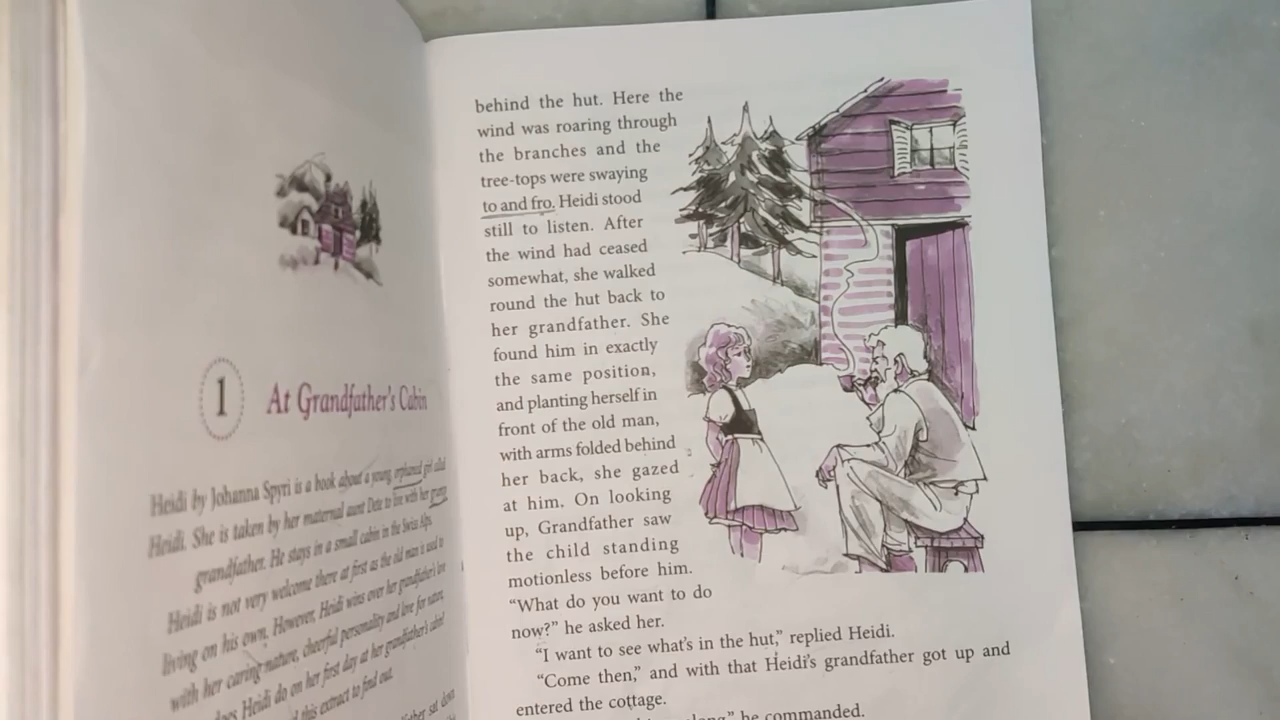 1
At Grandfather's Cabin
Heidi by Johanna Spyri is a book about a young orphaned girl called
Heidi. She is taken by her maternal aunt Dete to live with her grumpy
grandfather. He stays in a small cabin in the Swiss Alps.
Heidi is not very welcome there at first as the old man is used to
living on his own. However, Heidi wins over her grandfather's love
with her caring nature, cheerful personality and love for nature.
does Heidi do on her first day at her grandfather's cabin?
this extract to find out.
sat down
behind the hut. Here the
wind was roaring through
the branches and the
tree-tops were swaying
to and fro. Heidi stood
still to listen. After
the wind had ceased
somewhat, she walked
round the hut back to
her grandfather. She
found him in exactly
the same position,
and planting herself in
front of the old man,
with arms folded behind
her back, she gazed
at him. On looking
up, Grandfather saw
the child standing
motionless before him.
"What do you want to do
now?" he asked her.
"I want to see what's in the hut," replied Heidi.
"Come then," and with that Heidi's grandfather got up and
entered the cottage.
he commanded.